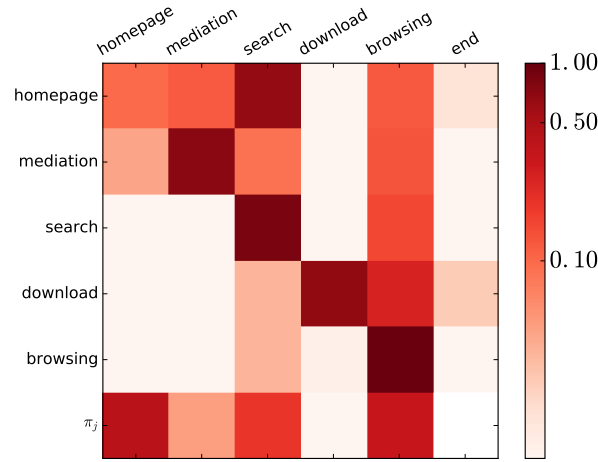 homepage mediation search download browsing end
homepage
mediation
search
download
browsing
π_j
1.00
0.50
0.10